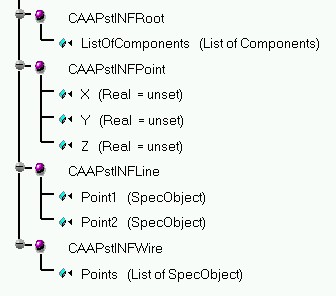 CAAPstINFRoot
ListOfComponents (List of Components)
CAAPstINFPoint
X (Real = unset)
Y (Real = unset)
Z (Real = unset)
CAAPstINFLine
Point1 (SpecObject)
Point2 (SpecObject)
CAAPstINFWire
Points (List of SpecObject)